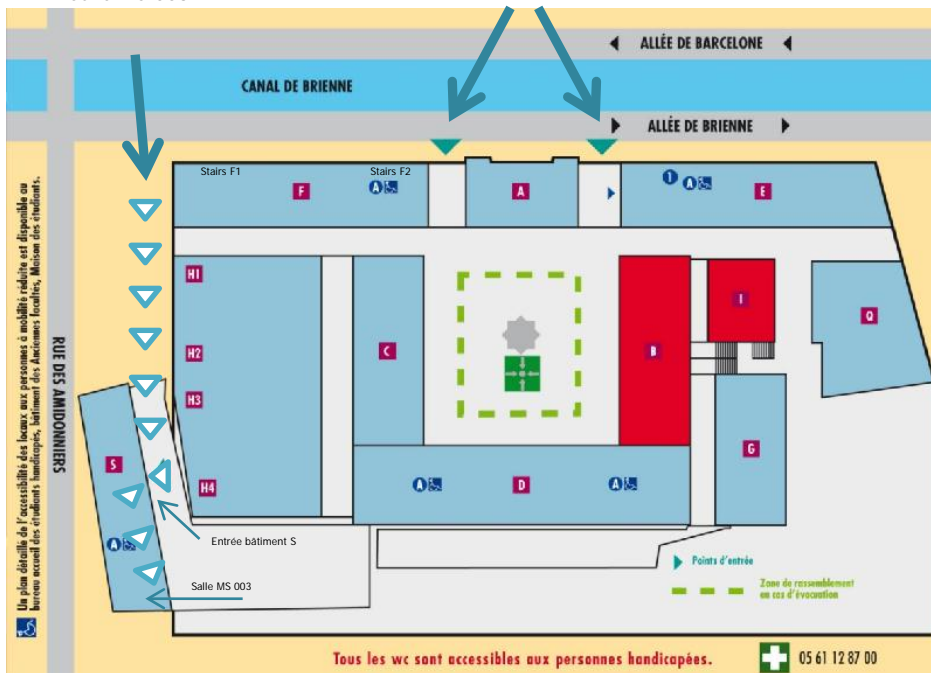 ALLÉE DE BARCELONE
CANAL DE BRIENNE
ALLÉE DE BRIENNE
Stairs F1
Stairs F2
F
A
A
1
A
E
H1
H2
H3
H4
C
B
I
Q
G
S
A
A
D
A
RUE DES AMIDONNIERS
Entrée bâtiment S
Salle MS 003
Points d'entrée
Zone de rassemblement
en cas d'évacuation
Un plan détaillé de l'accessibilité des locaux aux personnes à mobilité réduite est disponible au
bureau accueil des étudiants handicapés, bâtiment des Anciennes facultés, Maison des étudiants.
Tous les wc sont accessibles aux personnes handicapées.
05 61 12 87 00